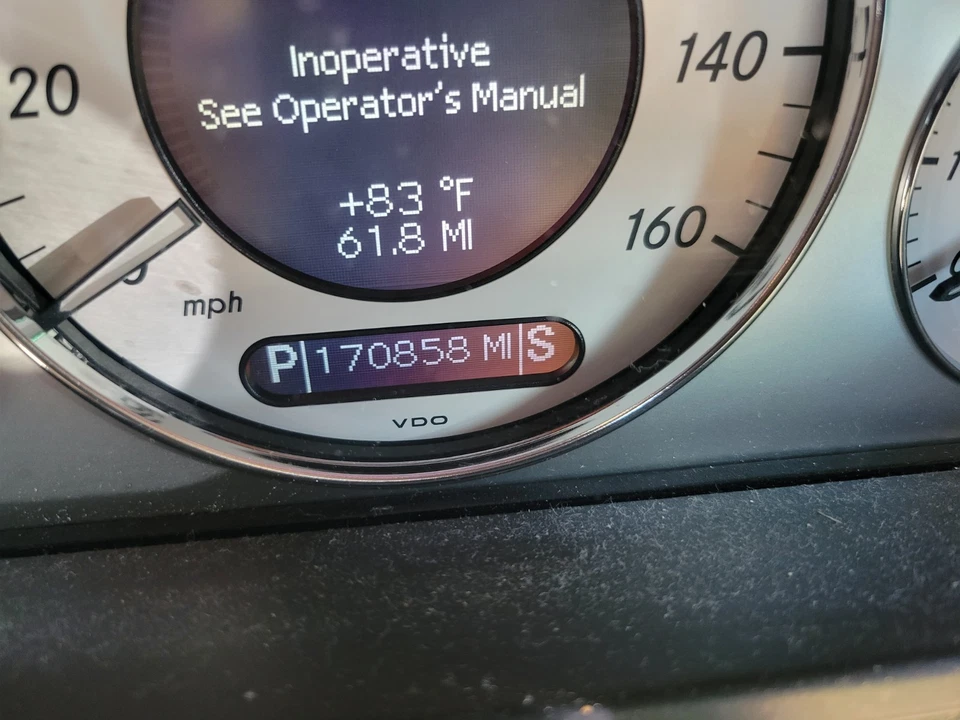 Inoperative
See Operator's Manual
+83 °F
61.8 MI
20
140
160
mph
P 170858 MI S
VDO